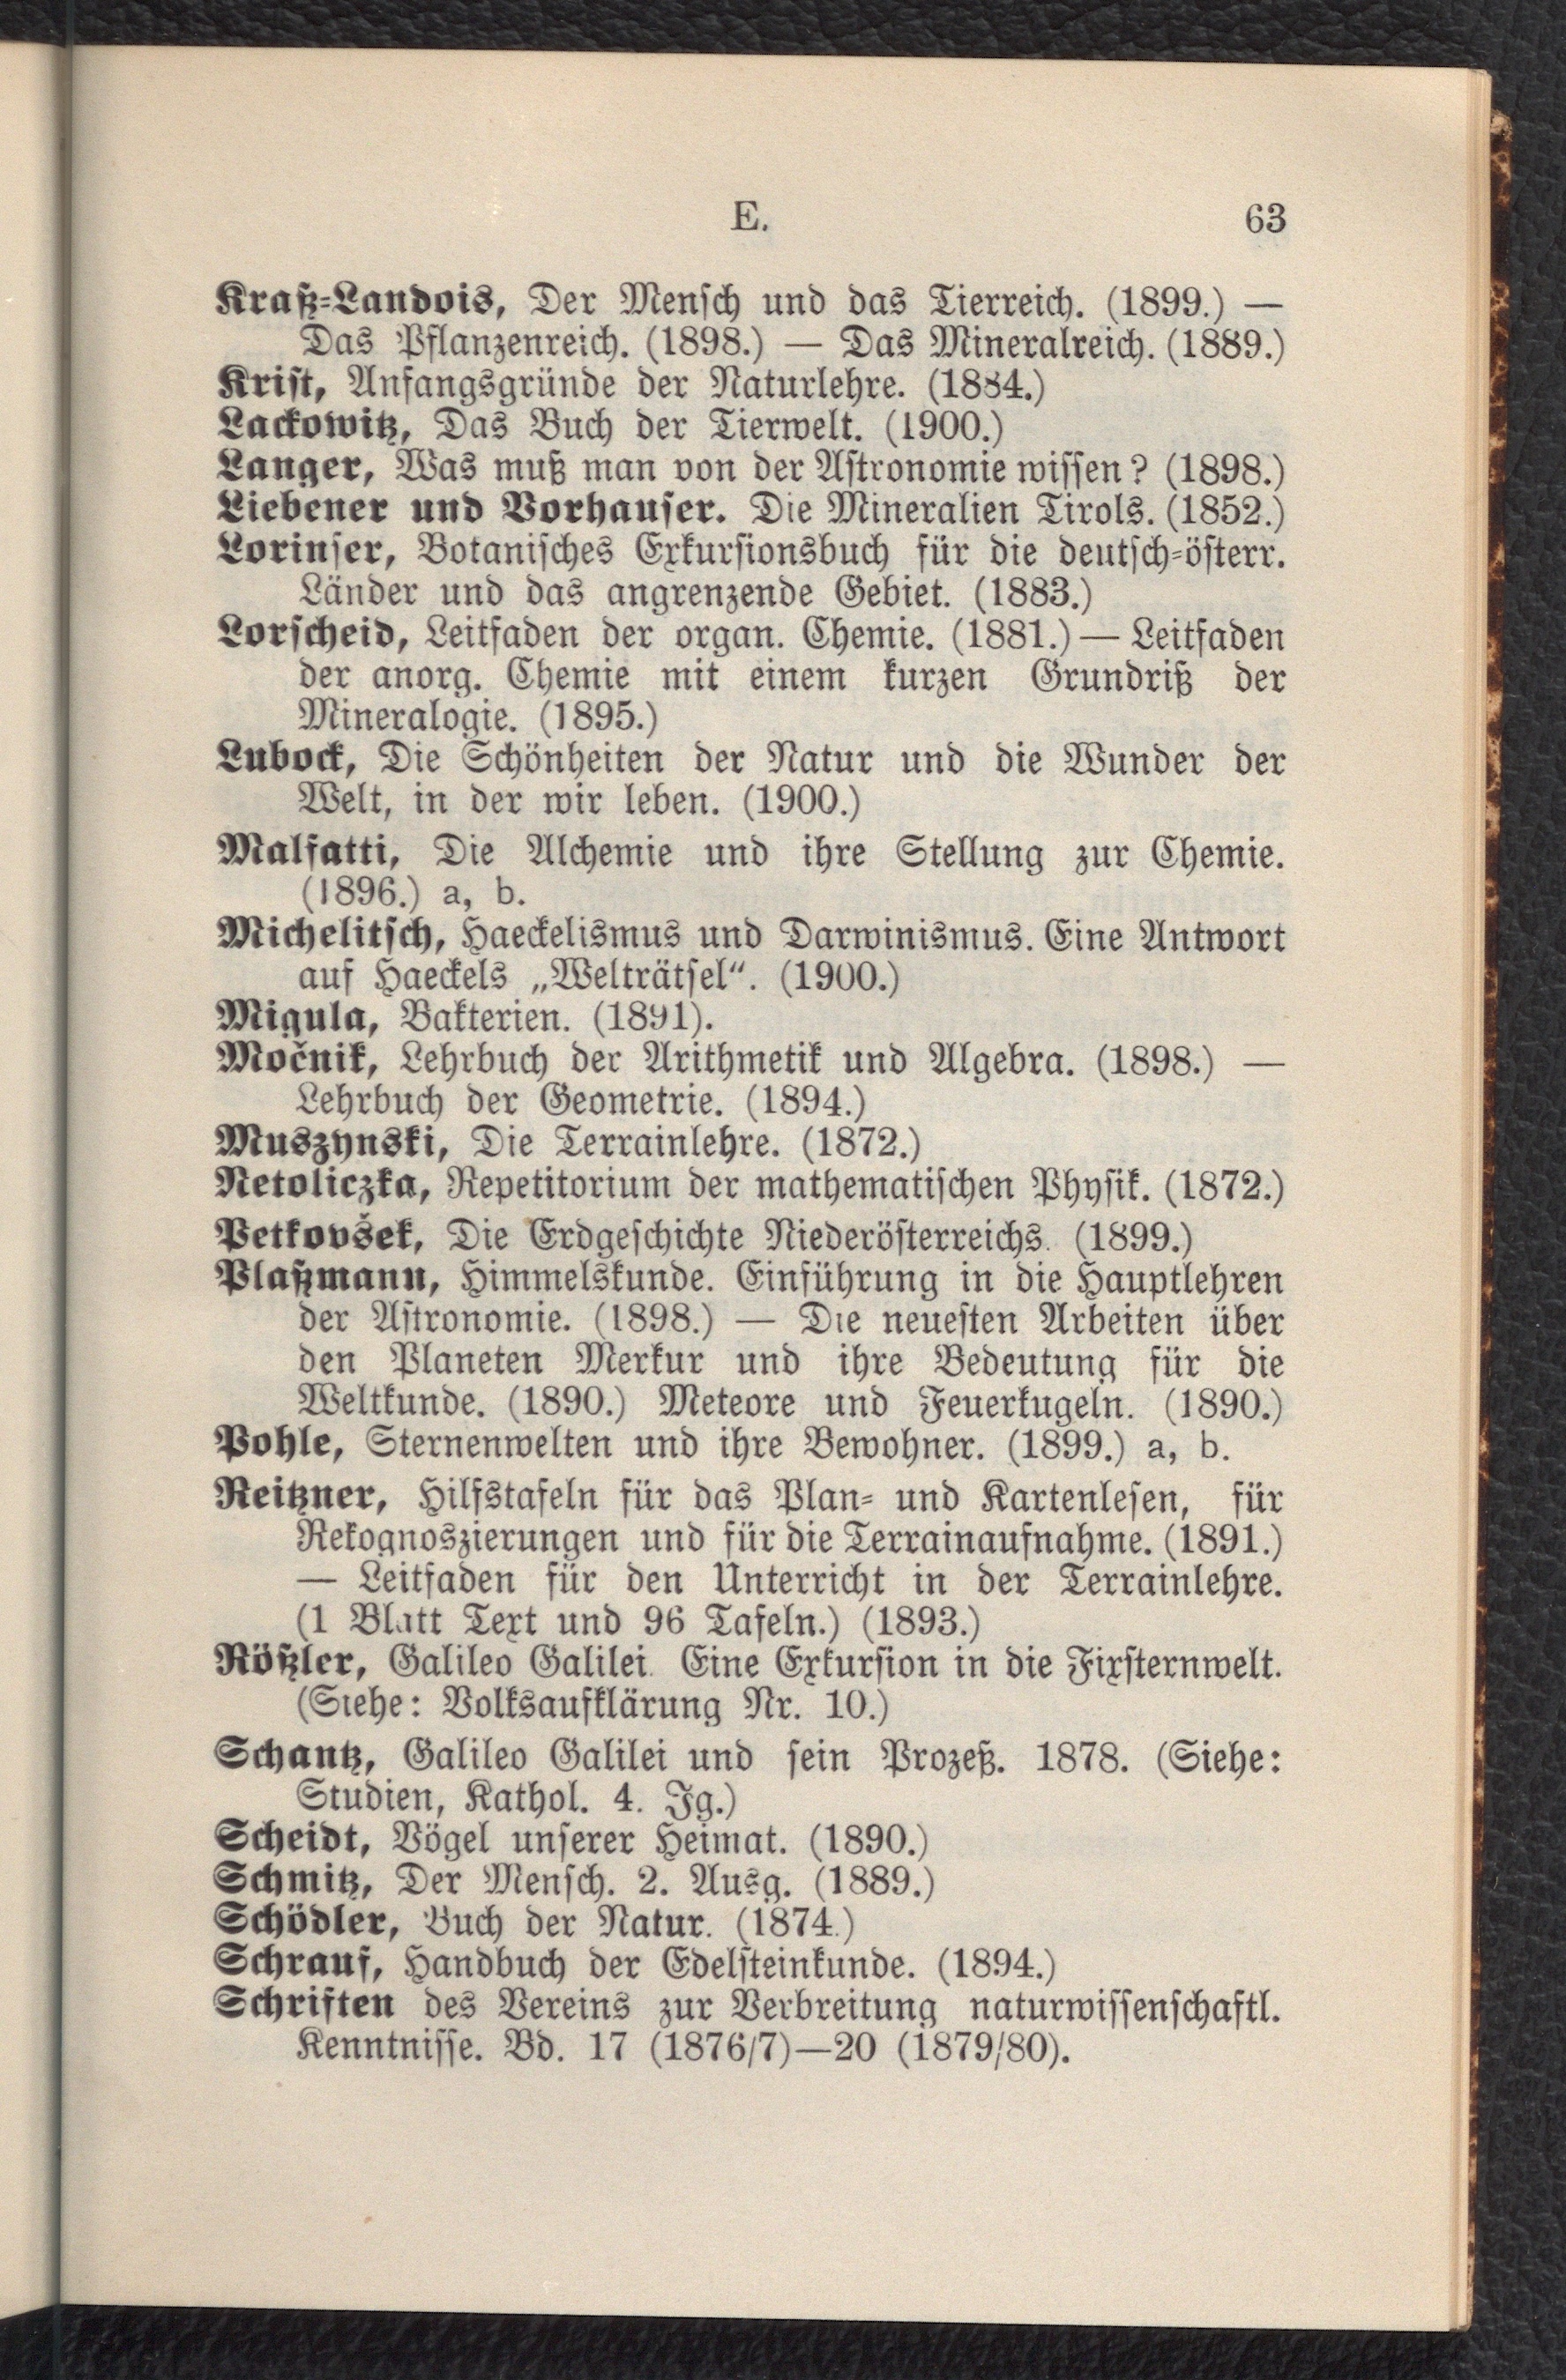 E.
63
Kraß-Landois, Der Mensch und das Tierreich. (1899.) —
Das Pflanzenreich. (1898.) — Das Mineralreich. (1889.)
Krist, Anfangsgründe der Naturlehre. (1884.)
Lackowitz, Das Buch der Tierwelt. (1900.)
Langer, Was muß man von der Astronomie wissen? (1898.)
Liebener und Vorhauser. Die Mineralien Tirols. (1852.)
Lorinser, Botanisches Exkursionsbuch für die deutsch-österr.
Länder und das angrenzende Gebiet. (1883.)
Lorscheid, Leitfaden der organ. Chemie. (1881.) — Leitfaden
der anorg. Chemie mit einem kurzen Grundriß der
Mineralogie. (1895.)
Lubock, Die Schönheiten der Natur und die Wunder der
Welt, in der wir leben. (1900.)
Malfatti, Die Alchemie und ihre Stellung zur Chemie.
(1896.) a, b.
Michelitsch, Haeckelismus und Darwinismus. Eine Antwort
auf Haeckels „Welträtsel“. (1900.)
Migula, Bakterien. (1891).
Močnik, Lehrbuch der Arithmetik und Algebra. (1898.) —
Lehrbuch der Geometrie. (1894.)
Muszynski, Die Terrainlehre. (1872.)
Netoliczka, Repetitorium der mathematischen Physik. (1872.)
Petkovšek, Die Erdgeschichte Niederösterreichs. (1899.)
Plaßmann, Himmelskunde. Einführung in die Hauptlehren
der Astronomie. (1898.) — Die neuesten Arbeiten über
den Planeten Merkur und ihre Bedeutung für die
Weltkunde. (1890.) Meteore und Feuerkugeln. (1890.)
Pohle, Sternenwelten und ihre Bewohner. (1899.) a, b.
Reitzner, Hilfstafeln für das Plan- und Kartenlesen, für
Rekognoszierungen und für die Terrainaufnahme. (1891.)
— Leitfaden für den Unterricht in der Terrainlehre.
(1 Blatt Text und 96 Tafeln.) (1893.)
Rößler, Galileo Galilei. Eine Exkursion in die Fixsternwelt.
(Siehe: Volksaufklärung Nr. 10.)
Schantz, Galileo Galilei und sein Prozeß. 1878. (Siehe:
Studien, Kathol. 4. Jg.)
Scheidt, Vögel unserer Heimat. (1890.)
Schmitz, Der Mensch. 2. Ausg. (1889.)
Schödler, Buch der Natur. (1874.)
Schrauf, Handbuch der Edelsteinkunde. (1894.)
Schriften des Vereins zur Verbreitung naturwissenschaftl.
Kenntnisse. Bd. 17 (1876/7)—20 (1879/80).